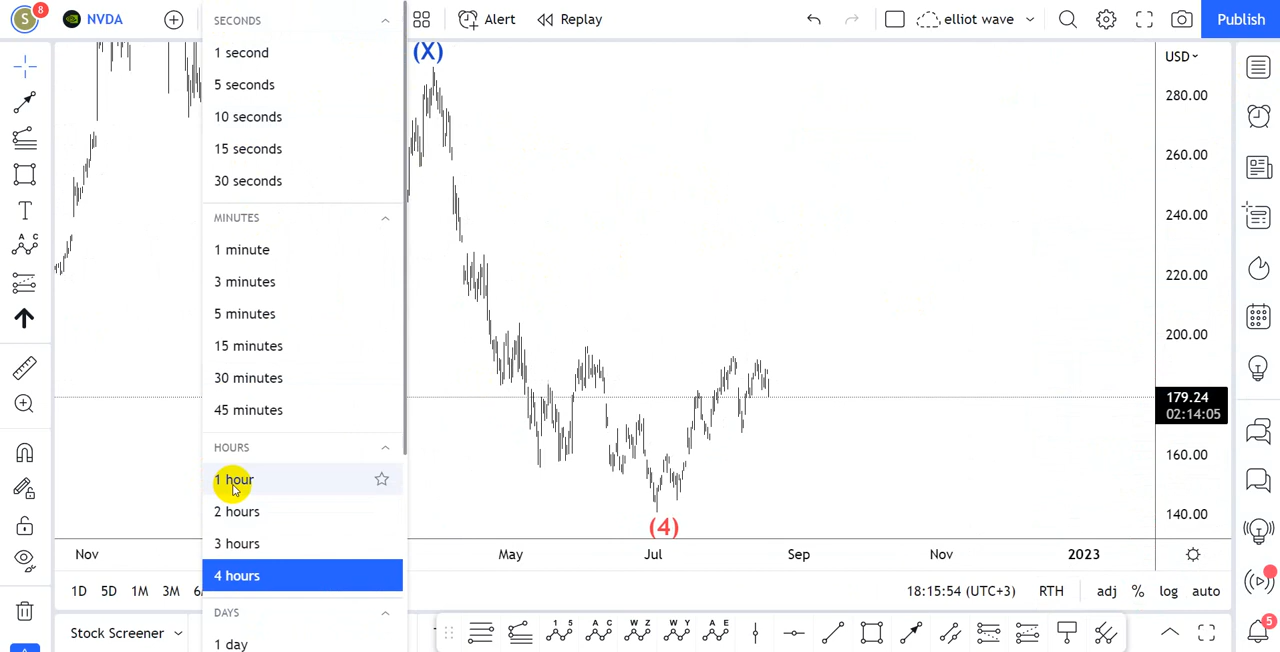 S 8 NVDA
Alert Replay elliot wave Publish
SECONDS
1 second
5 seconds
10 seconds
15 seconds
30 seconds
MINUTES
1 minute
3 minutes
5 minutes
15 minutes
30 minutes
45 minutes
HOURS
1 hour
2 hours
3 hours
4 hours
DAYS
1 day
(X)
(4)
USD
280.00
260.00
240.00
220.00
200.00
179.24
02:14:05
160.00
140.00
Nov May Jul Sep Nov 2023
1D 5D 1M 3M 18:15:54 (UTC+3) RTH adj % log auto
Stock Screener
1 5 A C W Z W Y A E
A C
T
5